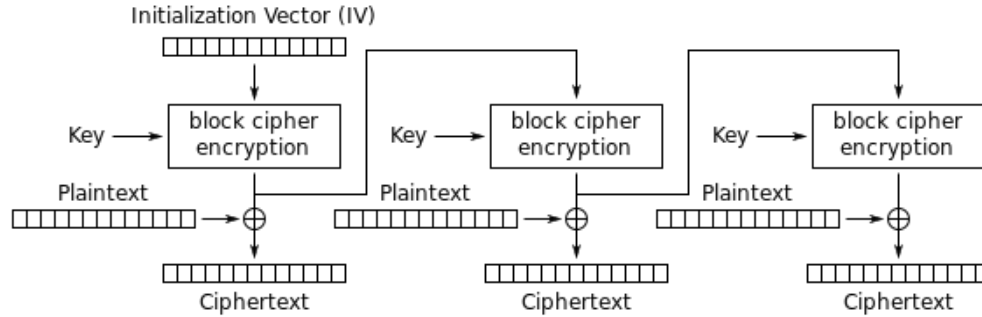 Initialization Vector (IV)
Key
block cipher
encryption
Key
block cipher
encryption
Key
block cipher
encryption
Plaintext
Plaintext
Plaintext
Ciphertext
Ciphertext
Ciphertext